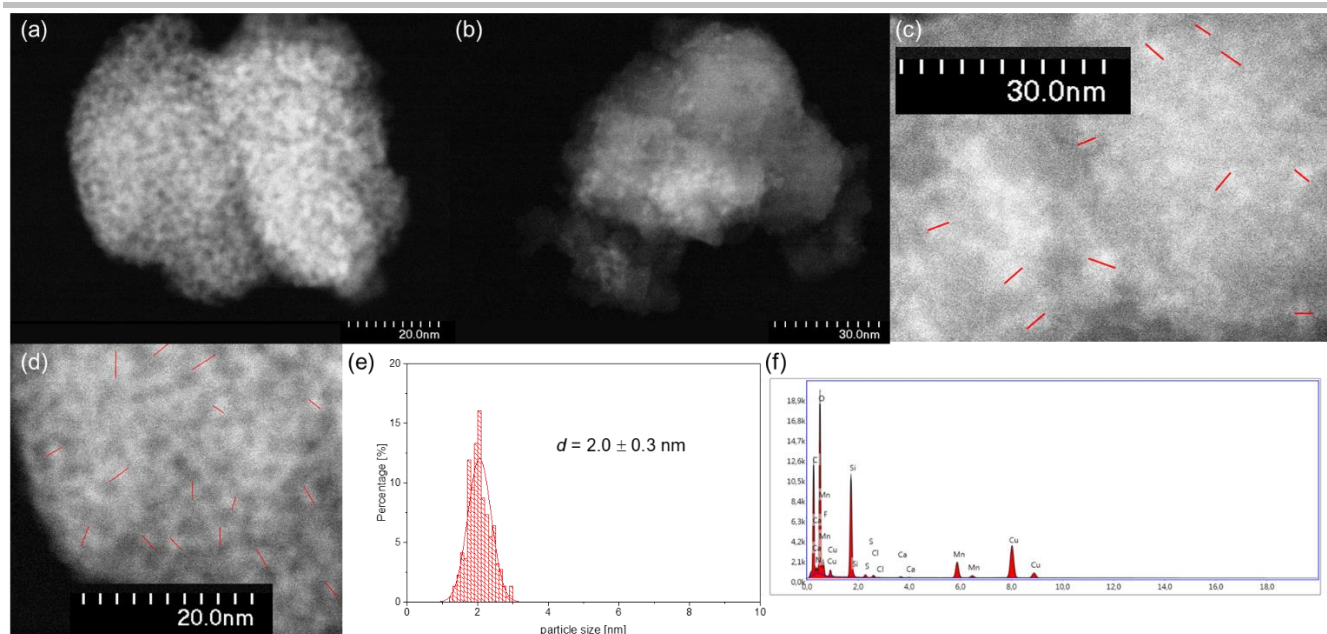 (a)
20.0nm
(b)
30.0nm
(c)
30.0nm
(d)
20.0nm
(e)
20
15
10
5
0
Percentage [%]
d = 2.0 ± 0.3 nm
0 2 4 6 8 10
particle size [nm]
(f)
18,9k
16,8k
14,7k
12,6k
10,5k
8,4k
6,3k
4,2k
2,1k
0,0k
O
C
Mn
F
Ca
Mn
Ca
Cu
N
Cu
Si
Si
S
S
Cl
Cl
Ca
Ca
Mn
Mn
Cu
Cu
0,0 2,0 4,0 6,0 8,0 10,0 12,0 14,0 16,0 18,0